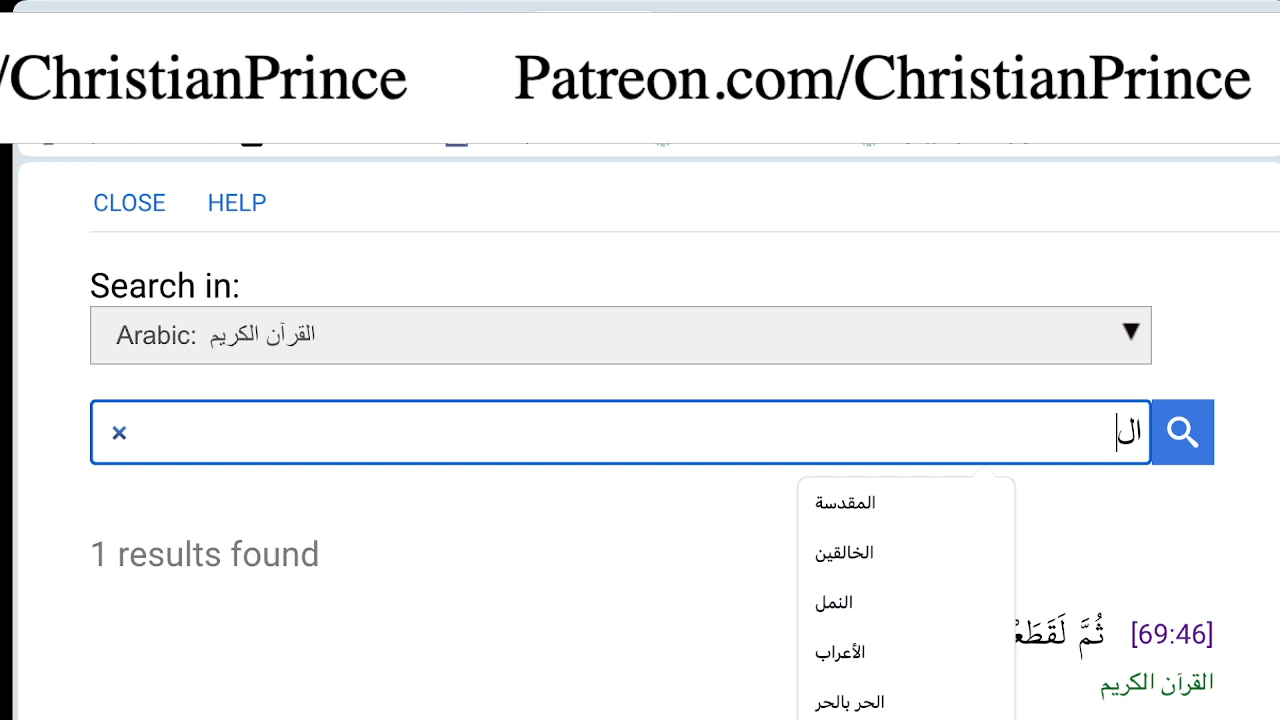 /ChristianPrince Patreon.com/ChristianPrince
CLOSE HELP
Search in:
Arabic: القرآن الكريم
ال
المقدسة
1 results found
الخالقين
النمل
[69:46] ثُمَّ
الأعراب
القرآن الكريم
الحر بالحر